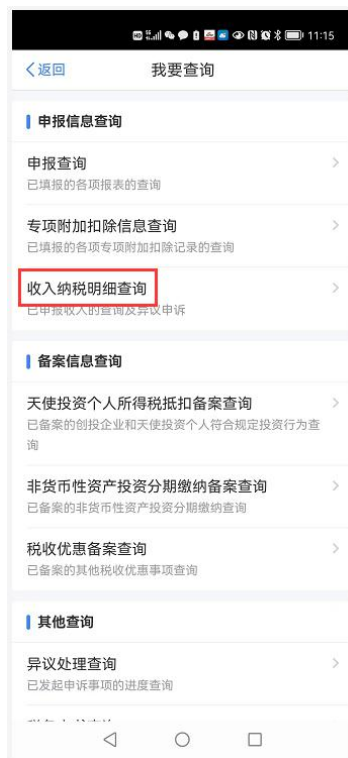 11:15
返回
我要查询
申报信息查询
申报查询
已填报的各项报表的查询
专项附加扣除信息查询
已填报的各项专项附加扣除记录的查询
收入纳税明细查询
已申报收入的查询及异议申诉
备案信息查询
天使投资个人所得税抵扣备案查询
已备案的创投企业和天使投资个人符合规定投资行为查
询
非货币性资产投资分期缴纳备案查询
已备案的非货币性资产投资分期缴纳查询
税收优惠备案查询
已备案的其他税收优惠事项查询
其他查询
异议处理查询
已发起申诉事项的进度查询